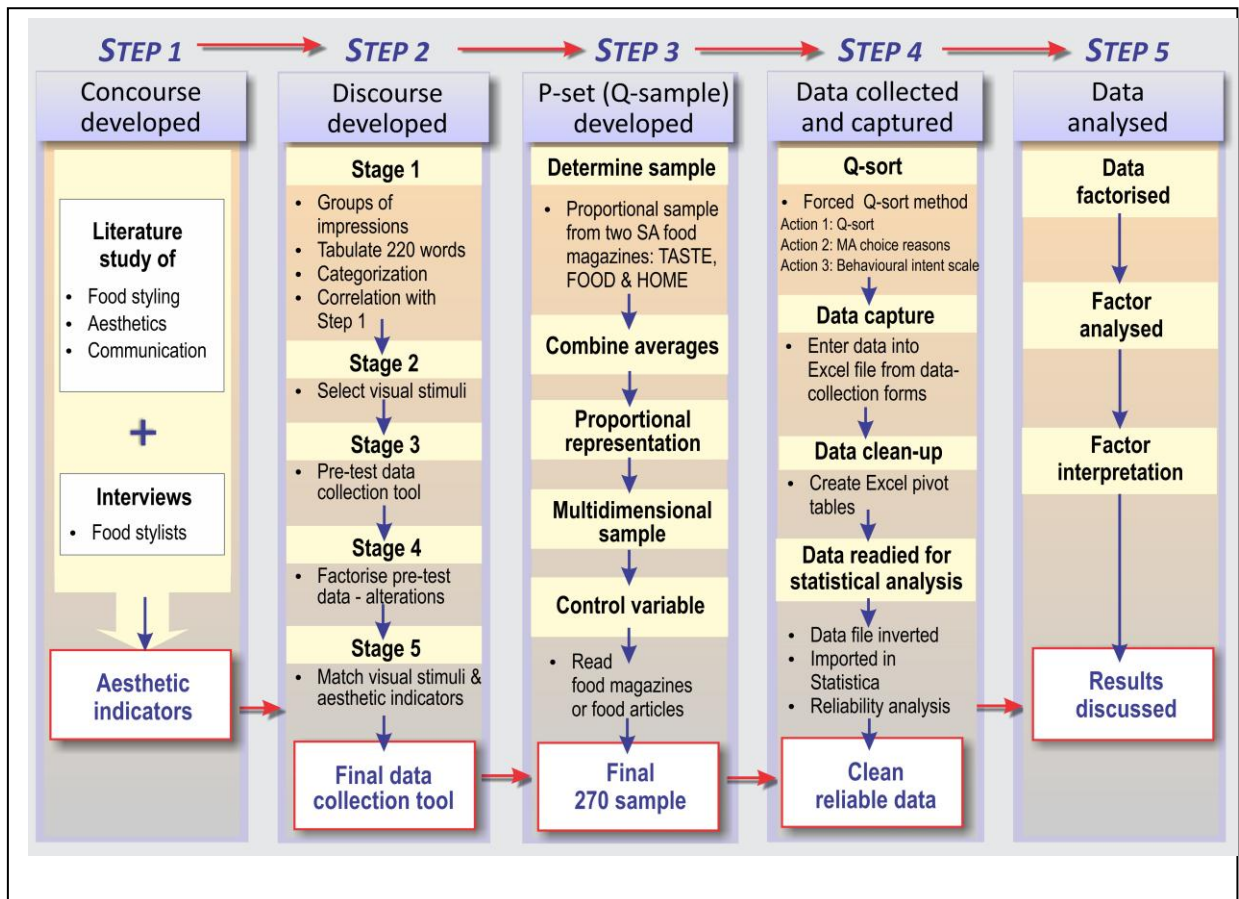 STEP 1
STEP 2
STEP 3
STEP 4
STEP 5
Concourse
developed
Literature
study of
• Food styling
• Aesthetics
• Communication
+
Interviews
• Food stylists
Aesthetic
indicators
Discourse
developed
Stage 1
• Groups of
impressions
• Tabulate 220 words
• Categorization
• Correlation with
Step 1
Stage 2
• Select visual stimuli
Stage 3
• Pre-test data
collection tool
Stage 4
• Factorise pre-test
data - alterations
Stage 5
• Match visual stimuli &
aesthetic indicators
Final data
collection tool
P-set (Q-sample)
developed
Determine sample
• Proportional sample
from two SA food
magazines: TASTE,
FOOD & HOME
Combine averages
Proportional
representation
Multidimensional
sample
Control variable
• Read
food magazines
or food articles
Final
270 sample
Data collected
and captured
Q-sort
• Forced Q-sort method
Action 1: Q-sort
Action 2: MA choice reasons
Action 3: Behavioural intent scale
Data capture
• Enter data into
Excel file from data-
collection forms
Data clean-up
• Create Excel pivot
tables
Data readied for
statistical analysis
• Data file inverted
• Imported in
Statistica
• Reliability analysis
Clean
reliable data
Data
analysed
Data
factorised
Factor
analysed
Factor
interpretation
Results
discussed